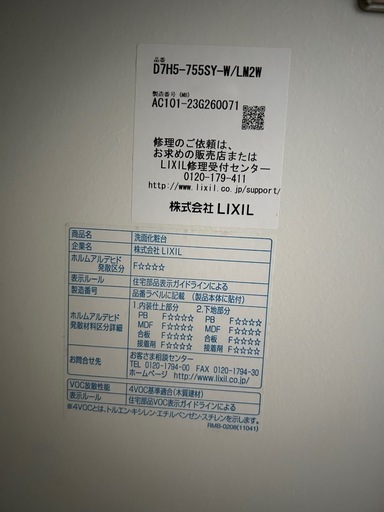 品番
D7H5-755SY-W/LM2W
製造番号 (M8)
AC101-23G260071
修理のご依頼は、
お求めの販売店または
LIXIL修理受付センター
0120-179-411
http://www.lixil.co.jp/support/
株式会社 LIXIL
商品名 洗面化粧台
企業名 株式会社LIXIL
ホルムアルデヒド
発散区分 F☆☆☆☆
表示ルール 住宅部品表示ガイドラインによる
製造番号 品番ラベルに記載 (製品本体に貼付)
ホルムアルデヒド
発散材料区分詳細
1.内装仕上部分 2.下地部分
PB F☆☆☆☆ PB F☆☆☆☆
MDF F☆☆☆☆ MDF F☆☆☆☆
合板 F☆☆☆☆ 合板 F☆☆☆☆
接着剤 F☆☆☆☆ 接着剤 F☆☆☆☆
お問合せ先 お客さま相談センター
TEL 0120-1794-00 FAX 0120-1794-30
ホームページ http://www.lixil.co.jp/
VOC放散性能 4VOC基準適合(木質建材)
表示ルール 住宅部品VOC表示ガイドラインによる
※4VOCとは、トルエン・キシレン・エチルベンゼン・スチレンを示します。
RMB-0209(11041)